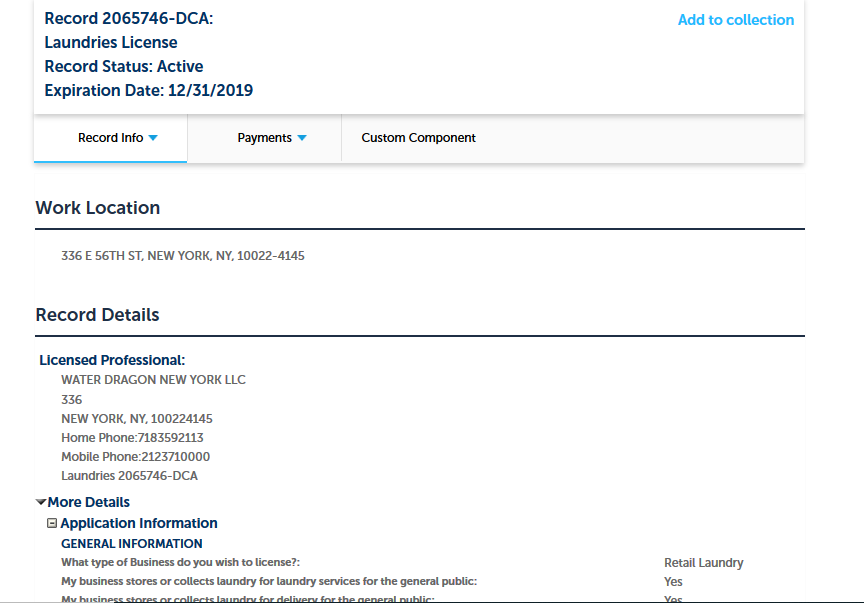 Record 2065746-DCA:
Add to collection
Laundries License
Record Status: Active
Expiration Date: 12/31/2019
Record Info
Payments
Custom Component
Work Location
336 E 56TH ST, NEW YORK, NY, 10022-4145
Record Details
Licensed Professional:
WATER DRAGON NEW YORK LLC
336
NEW YORK, NY, 100224145
Home Phone:7183592113
Mobile Phone:2123710000
Laundries 2065746-DCA
More Details
Application Information
GENERAL INFORMATION
What type of Business do you wish to license?: Retail Laundry
My business stores or collects laundry for laundry services for the general public: Yes
My business stores or collects laundry for delivery for the general public: Yes